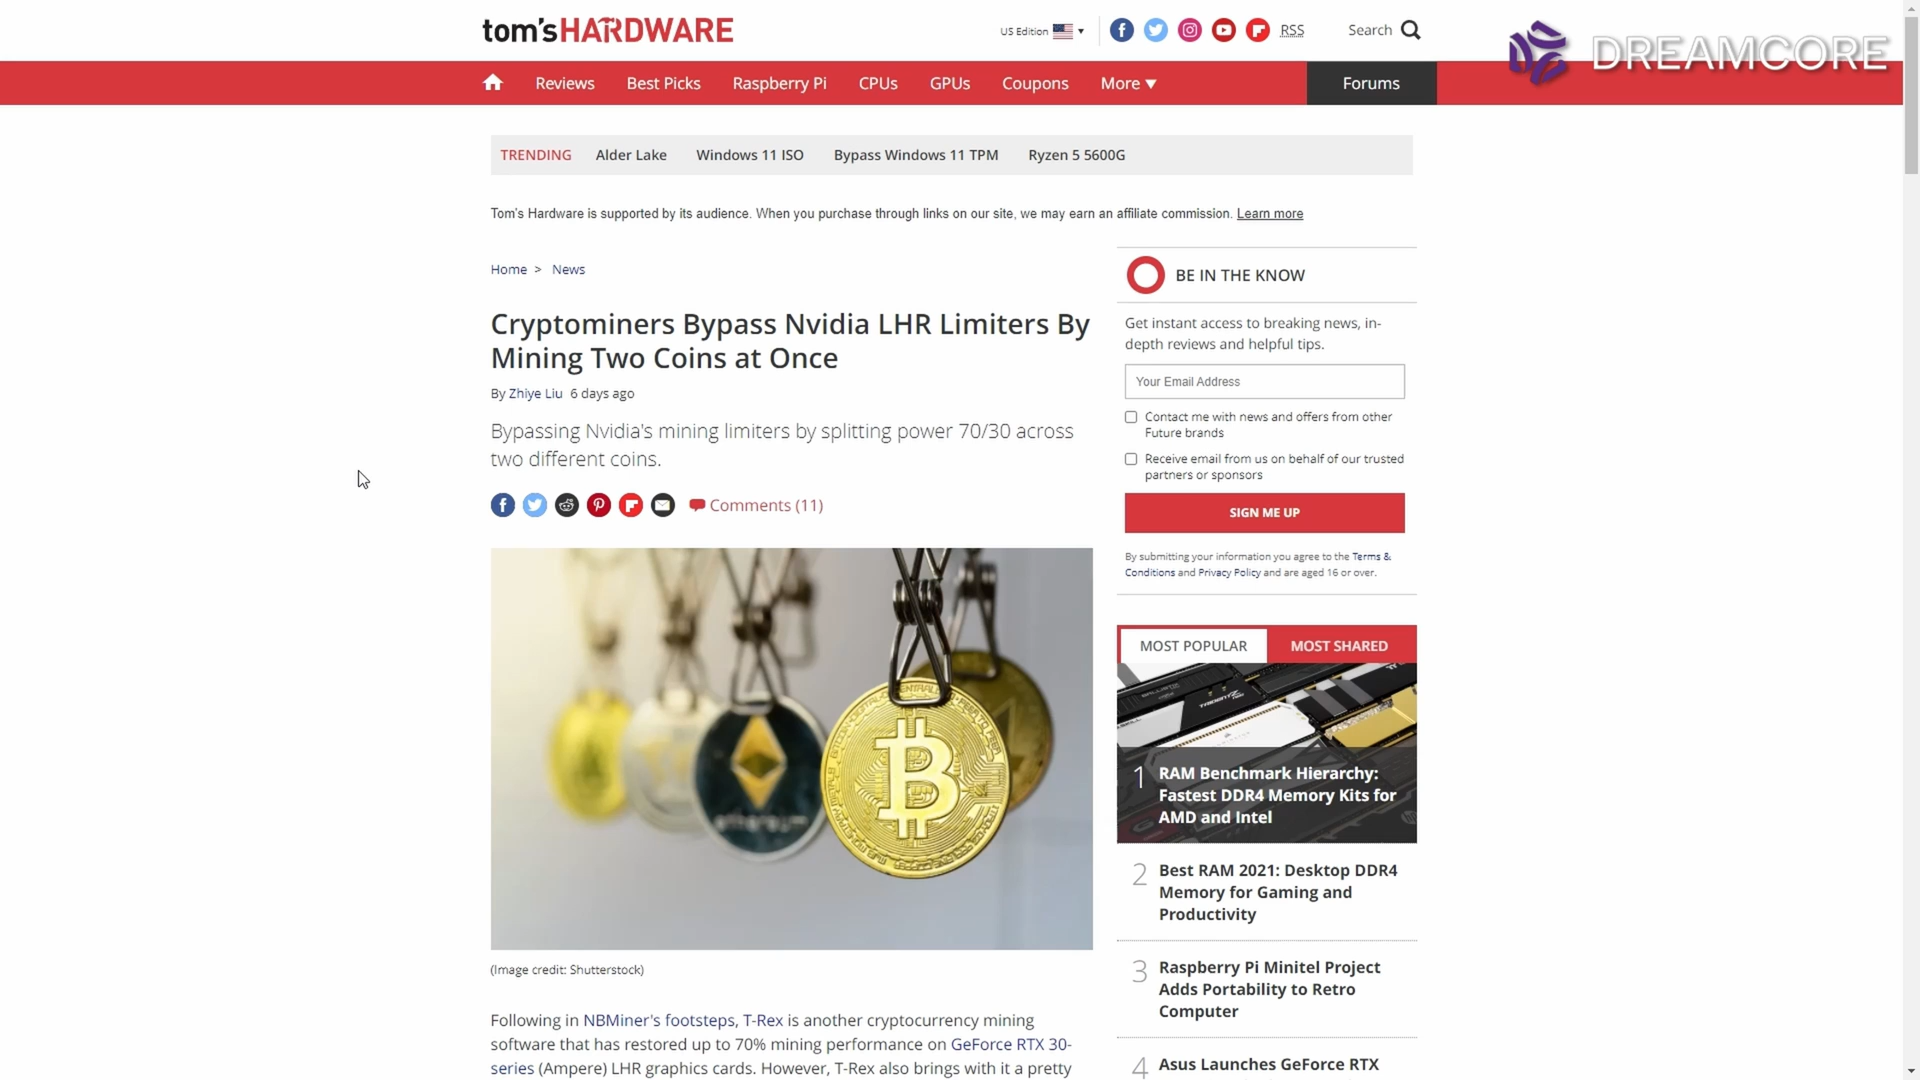 tom'sHARDWARE
US Edition
RSS
Search
DREAMCORE
Reviews
Best Picks
Raspberry Pi
CPUs
GPUs
Coupons
More ▼
Forums
TRENDING
Alder Lake
Windows 11 ISO
Bypass Windows 11 TPM
Ryzen 5 5600G
Tom's Hardware is supported by its audience. When you purchase through links on our site, we may earn an affiliate commission. Learn more
Home > News
Cryptominers Bypass Nvidia LHR Limiters By
Mining Two Coins at Once
By Zhiye Liu 6 days ago
Bypassing Nvidia's mining limiters by splitting power 70/30 across
two different coins.
Comments (11)
(Image credit: Shutterstock)
Following in NBMiner's footsteps, T-Rex is another cryptocurrency mining
software that has restored up to 70% mining performance on GeForce RTX 30-
series (Ampere) LHR graphics cards. However, T-Rex also brings with it a pretty
BE IN THE KNOW
Get instant access to breaking news, in-
depth reviews and helpful tips.
Your Email Address
Contact me with news and offers from other
Future brands
Receive email from us on behalf of our trusted
partners or sponsors
SIGN ME UP
By submitting your information you agree to the Terms &
Conditions and Privacy Policy and are aged 16 or over.
MOST POPULAR
MOST SHARED
1 RAM Benchmark Hierarchy:
Fastest DDR4 Memory Kits for
AMD and Intel
2 Best RAM 2021: Desktop DDR4
Memory for Gaming and
Productivity
3 Raspberry Pi Minitel Project
Adds Portability to Retro
Computer
4 Asus Launches GeForce RTX